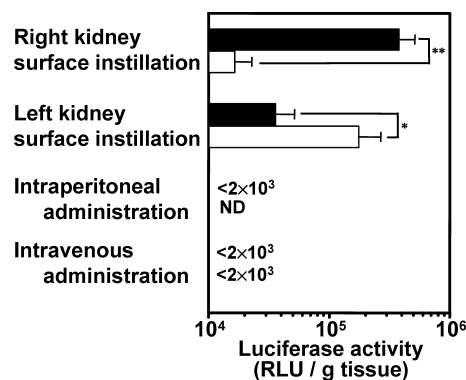 Right kidney
surface instillation
**
Left kidney
surface instillation
*
Intraperitoneal
administration
<2×10³
ND
Intravenous
administration
<2×10³
<2×10³
10⁴ 10⁵ 10⁶
Luciferase activity
(RLU / g tissue)